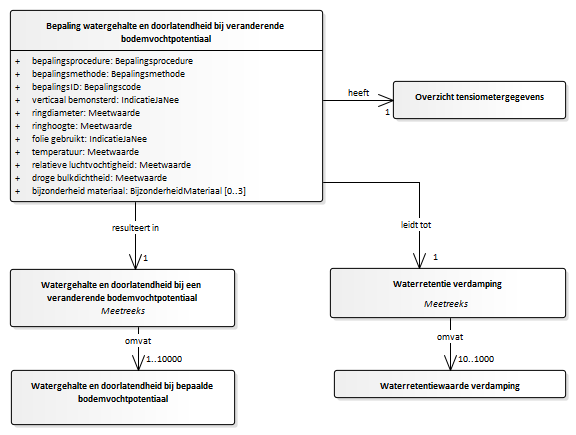 Bepaling watergehalte en doorlatendheid bij veranderende
bodemvochtpotentiaal
+ bepalingsprocedure: Bepalingsprocedure
+ bepalingsmethode: Bepalingsmethode
+ bepalingsID: Bepalingscode
+ verticaal bemonsterd: IndicatieJaNee
+ ringdiameter: Meetwaarde
+ ringhoogte: Meetwaarde
+ folie gebruikt: IndicatieJaNee
+ temperatuur: Meetwaarde
+ relatieve luchtvochtigheid: Meetwaarde
+ droge bulkdichtheid: Meetwaarde
+ bijzonderheid materiaal: BijzonderheidMateriaal [0..3]
heeft
1
Overzicht tensiometergegevens
resulteert in
1
leidt tot
1
Watergehalte en doorlatendheid bij een
veranderende bodemvochtpotentiaal
Meetreeks
Waterretentie verdamping
Meetreeks
omvat
1..10000
omvat
10..1000
Watergehalte en doorlatendheid bij bepaalde
bodemvochtpotentiaal
Waterretentiewaarde verdamping